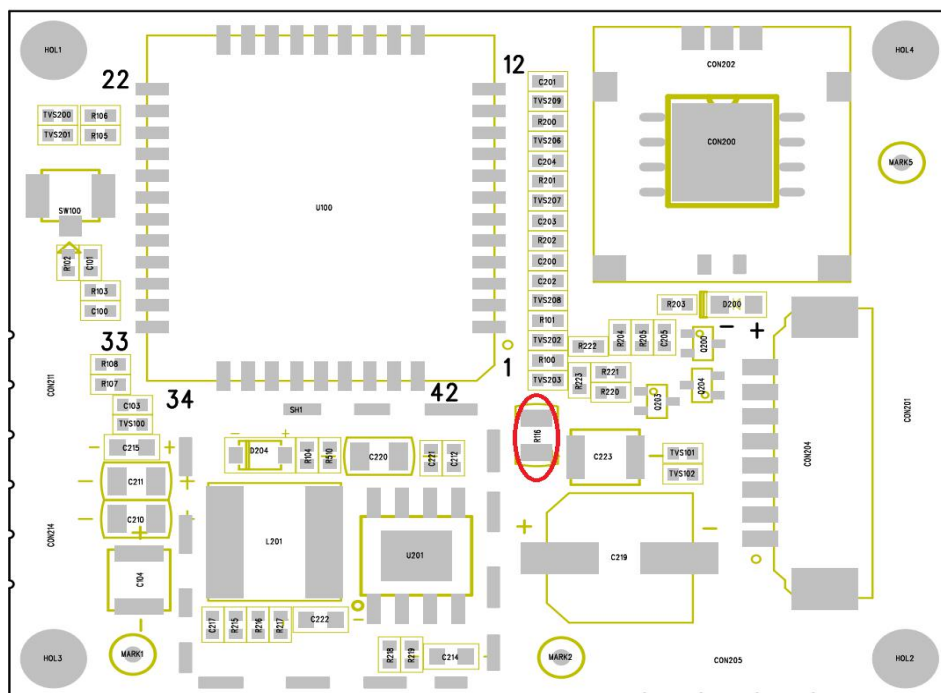 HOL1
HOL4
CON202
22
12
C201
TVS200
R106
TVS209
TVS201
R105
R200
TVS206
CON200
C204
MARK5
R201
TVS207
SW100
U100
C203
R202
R102
C101
C200
C202
R103
TVS208
R203
D200
C100
R101
- +
R204
R205
C205
33
TVS202
R222
Q200
1
R108
R100
R107
TVS203
R223
R221
R220
Q204
Q203
CON211
34
42
C103
SH1
TVS100
R116
CON201
C215
+
-
D204
- +
R104
R510
C220
C221
C212
C223
-
TVS101
TVS102
CON204
- C211 +
- C210 +
+
+
-
CON214
L201
U201
C219
C104
-
C217
R215
R216
R217
C222
-
HOL3
MARK1
R218
R219
C214
-
MARK2
CON205
HOL2